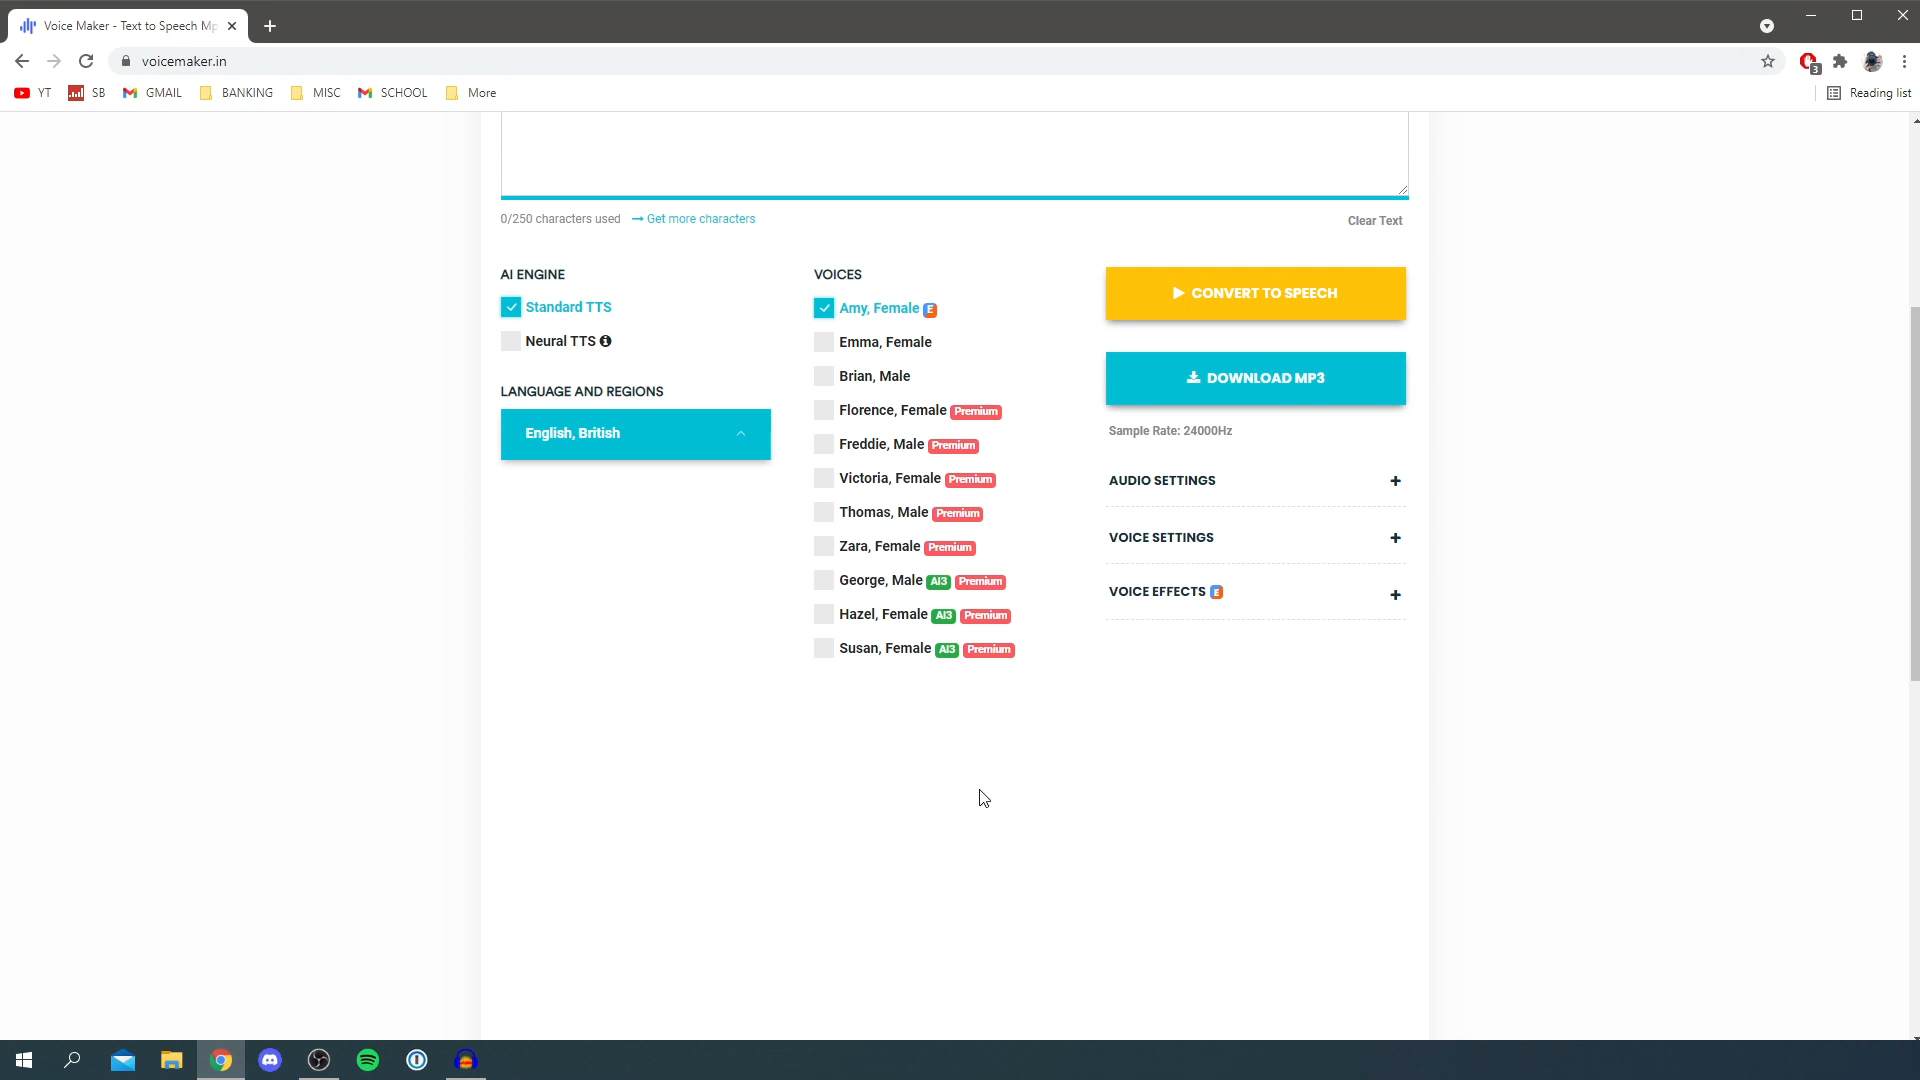 Voice Maker - Text to Speech Mp
voicemaker.in
3
YT
SB
GMAIL
BANKING
MISC
SCHOOL
More
Reading list
0/250 characters used
Get more characters
Clear Text
AI ENGINE
Standard TTS
Neural TTS
LANGUAGE AND REGIONS
English, British
VOICES
Amy, Female E
Emma, Female
Brian, Male
Florence, Female Premium
Freddie, Male Premium
Victoria, Female Premium
Thomas, Male Premium
Zara, Female Premium
George, Male AI3 Premium
Hazel, Female AI3 Premium
Susan, Female AI3 Premium
CONVERT TO SPEECH
DOWNLOAD MP3
Sample Rate: 24000Hz
AUDIO SETTINGS +
VOICE SETTINGS +
VOICE EFFECTS E +